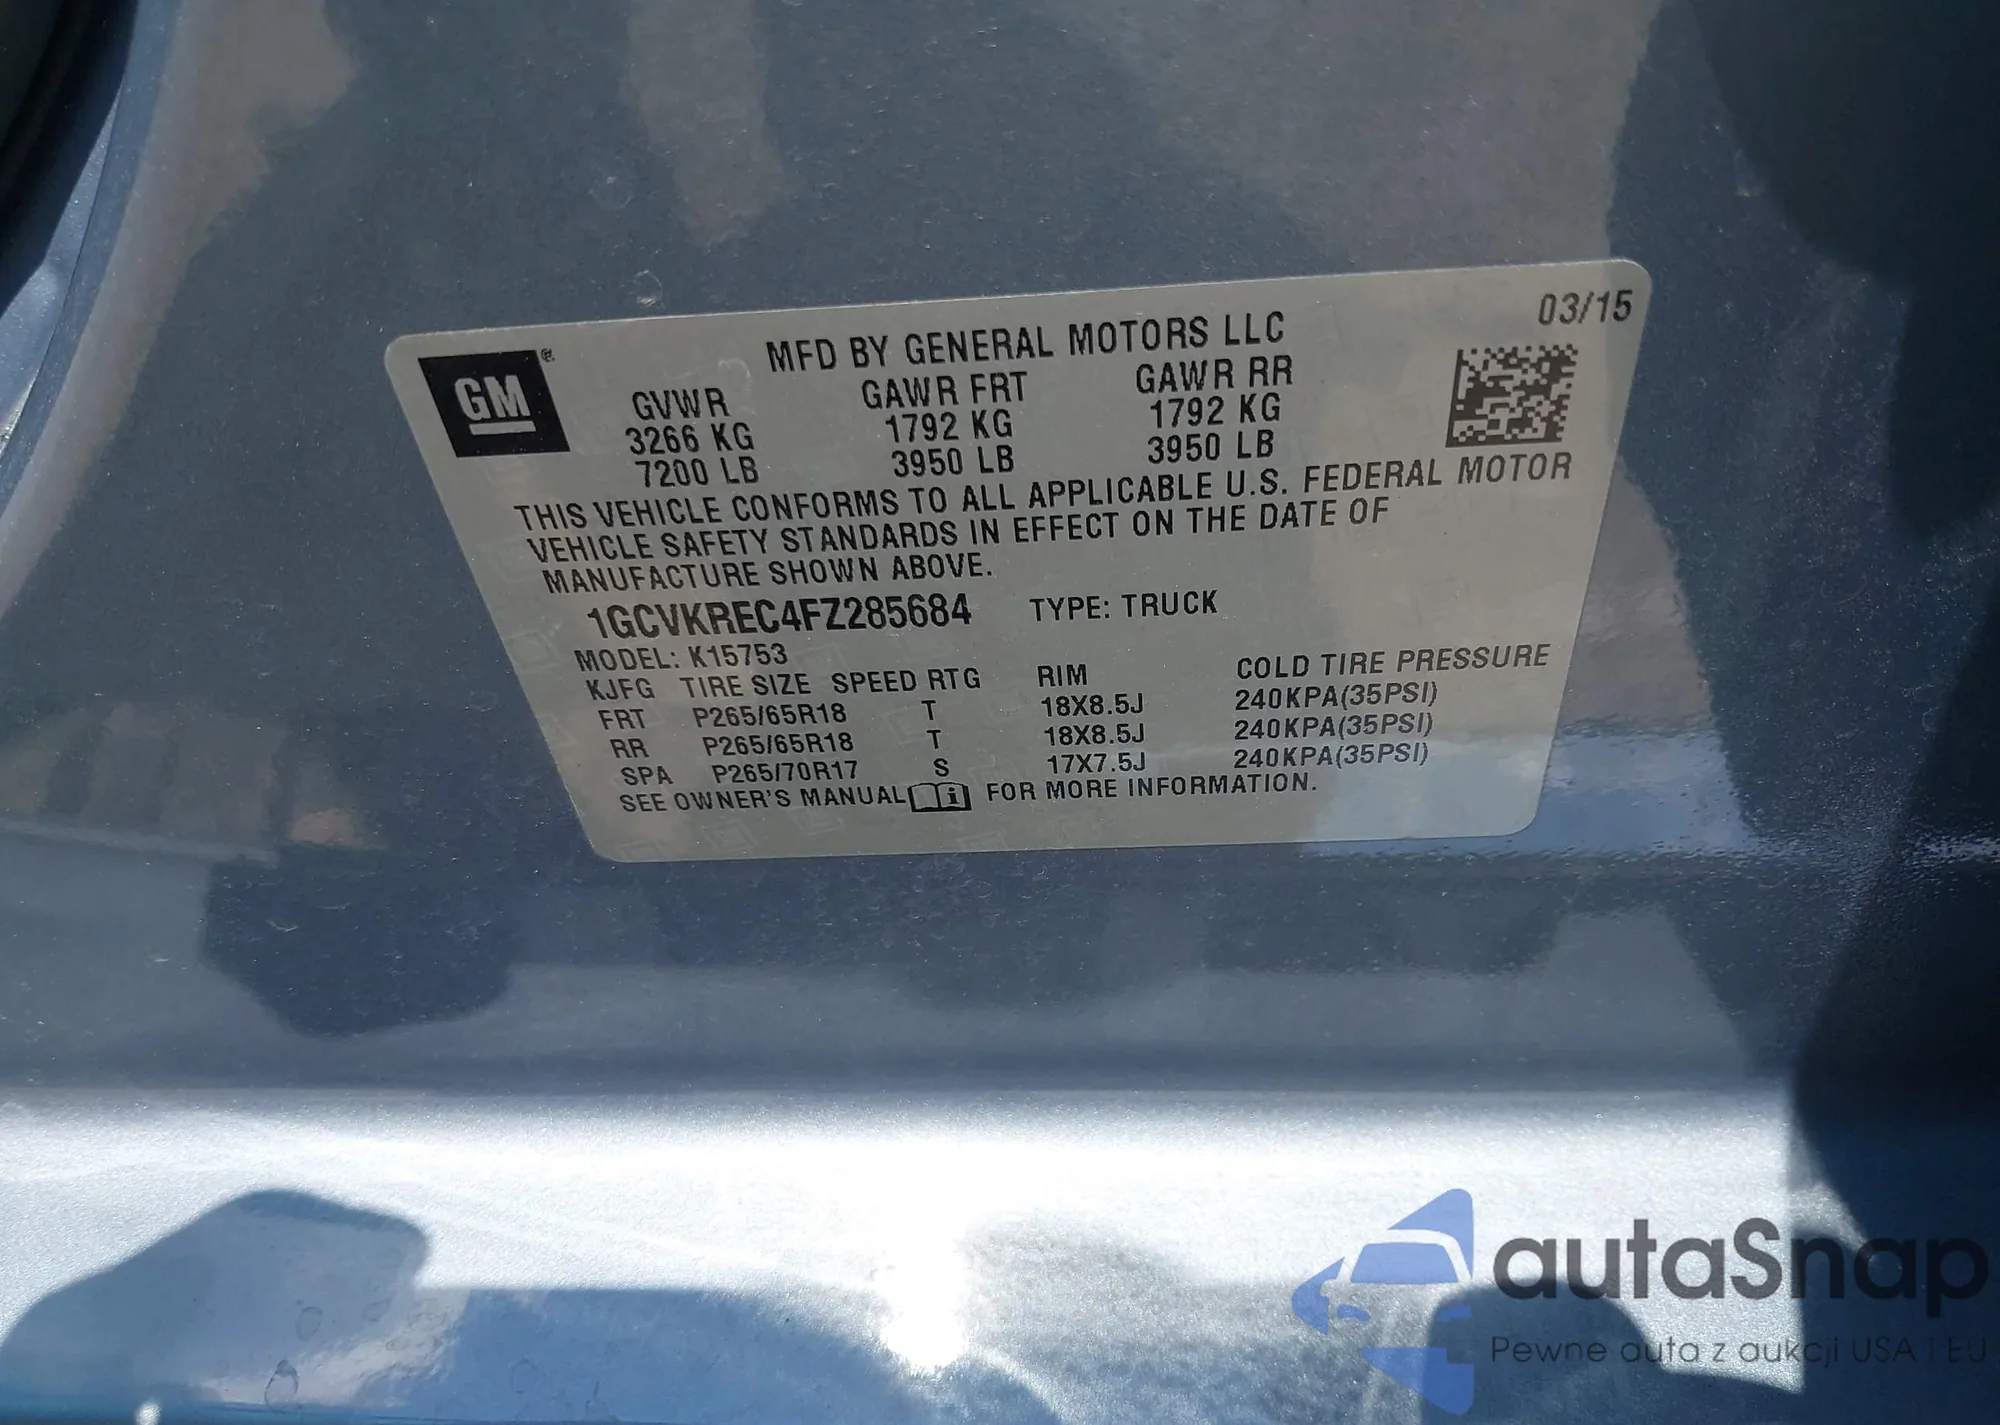 03/15
GM®
MFD BY GENERAL MOTORS LLC
GVWR GAWR FRT GAWR RR
3266 KG 1792 KG 1792 KG
7200 LB 3950 LB 3950 LB
THIS VEHICLE CONFORMS TO ALL APPLICABLE U.S. FEDERAL MOTOR
VEHICLE SAFETY STANDARDS IN EFFECT ON THE DATE OF
MANUFACTURE SHOWN ABOVE.
1GCVKREC4FZ285684 TYPE: TRUCK
MODEL: K15753
KJFG TIRE SIZE SPEED RTG RIM COLD TIRE PRESSURE
FRT P265/65R18 T 18X8.5J 240KPA(35PSI)
RR P265/65R18 T 18X8.5J 240KPA(35PSI)
SPA P265/70R17 S 17X7.5J 240KPA(35PSI)
SEE OWNER'S MANUAL i FOR MORE INFORMATION.
autaSnap
Pewne auta z aukcji USA i EU